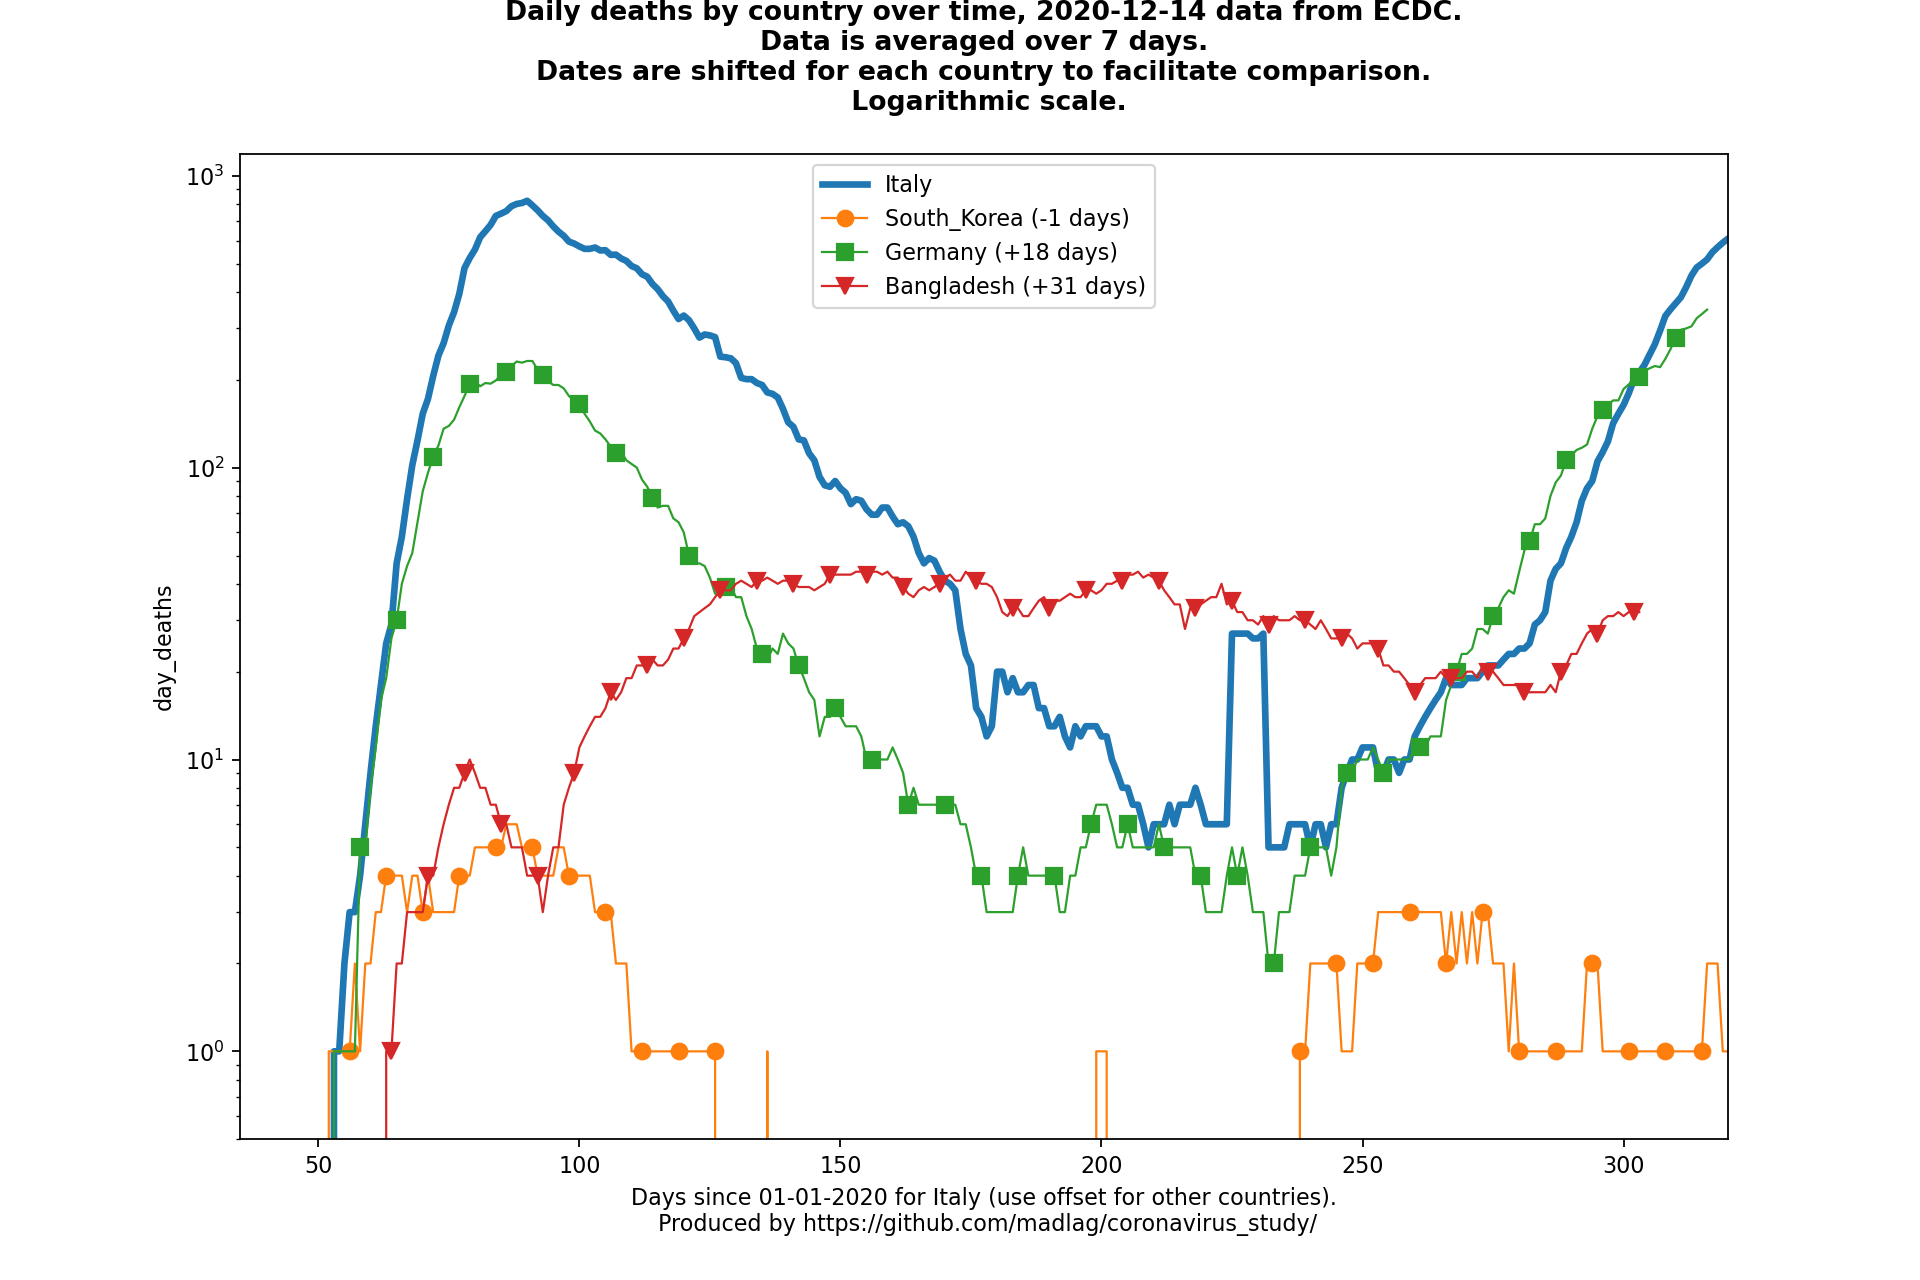 Daily deaths by country over time, 2020-12-14 data from ECDC.
Data is averaged over 7 days.
Dates are shifted for each country to facilitate comparison.
Logarithmic scale.
10³
10²
10¹
10⁰
day_deaths
Italy
South_Korea (-1 days)
Germany (+18 days)
Bangladesh (+31 days)
50 100 150 200 250 300
Days since 01-01-2020 for Italy (use offset for other countries).
Produced by https://github.com/madlag/coronavirus_study/